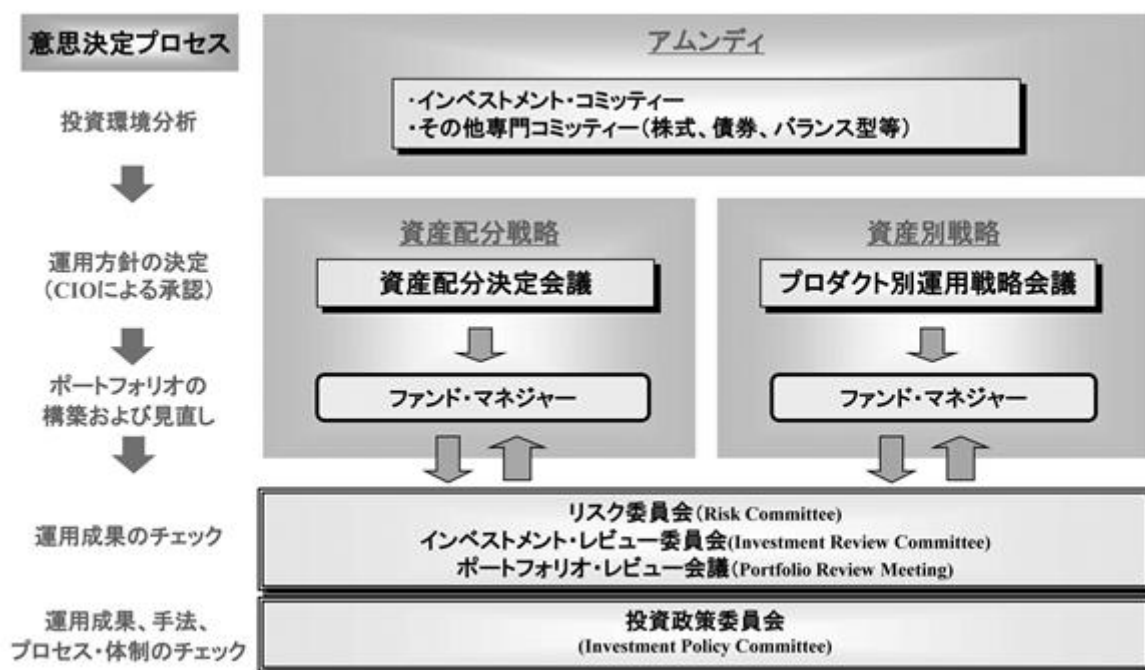 意思決定プロセス
アムンディ
投資環境分析
・インベストメント・コミッティー
・その他専門コミッティー(株式、債券、バランス型等)
運用方針の決定
(CIOによる承認)
資産配分戦略
資産配分決定会議
資産別戦略
プロダクト別運用戦略会議
ポートフォリオの
構築および見直し
ファンド・マネジャー
ファンド・マネジャー
運用成果のチェック
リスク委員会(Risk Committee)
インベストメント・レビュー委員会(Investment Review Committee)
ポートフォリオ・レビュー会議(Portfolio Review Meeting)
運用成果、手法、
プロセス・体制のチェック
投資政策委員会
(Investment Policy Committee)